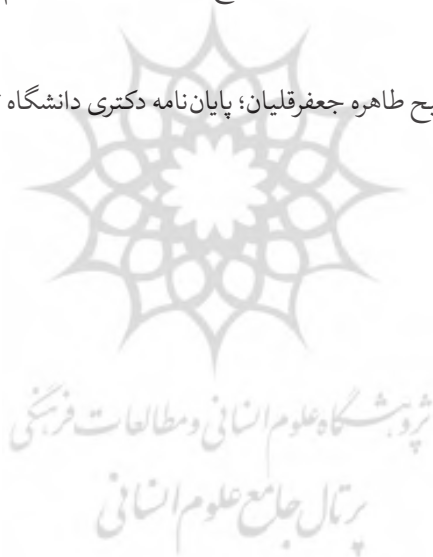 طاهره جعفرقلیان؛ پایان‌نامه دکتری دانشگاه
پژوهشگاه علوم انسانی و مطالعات فرهنگی
پرتال جامع علوم انسانی